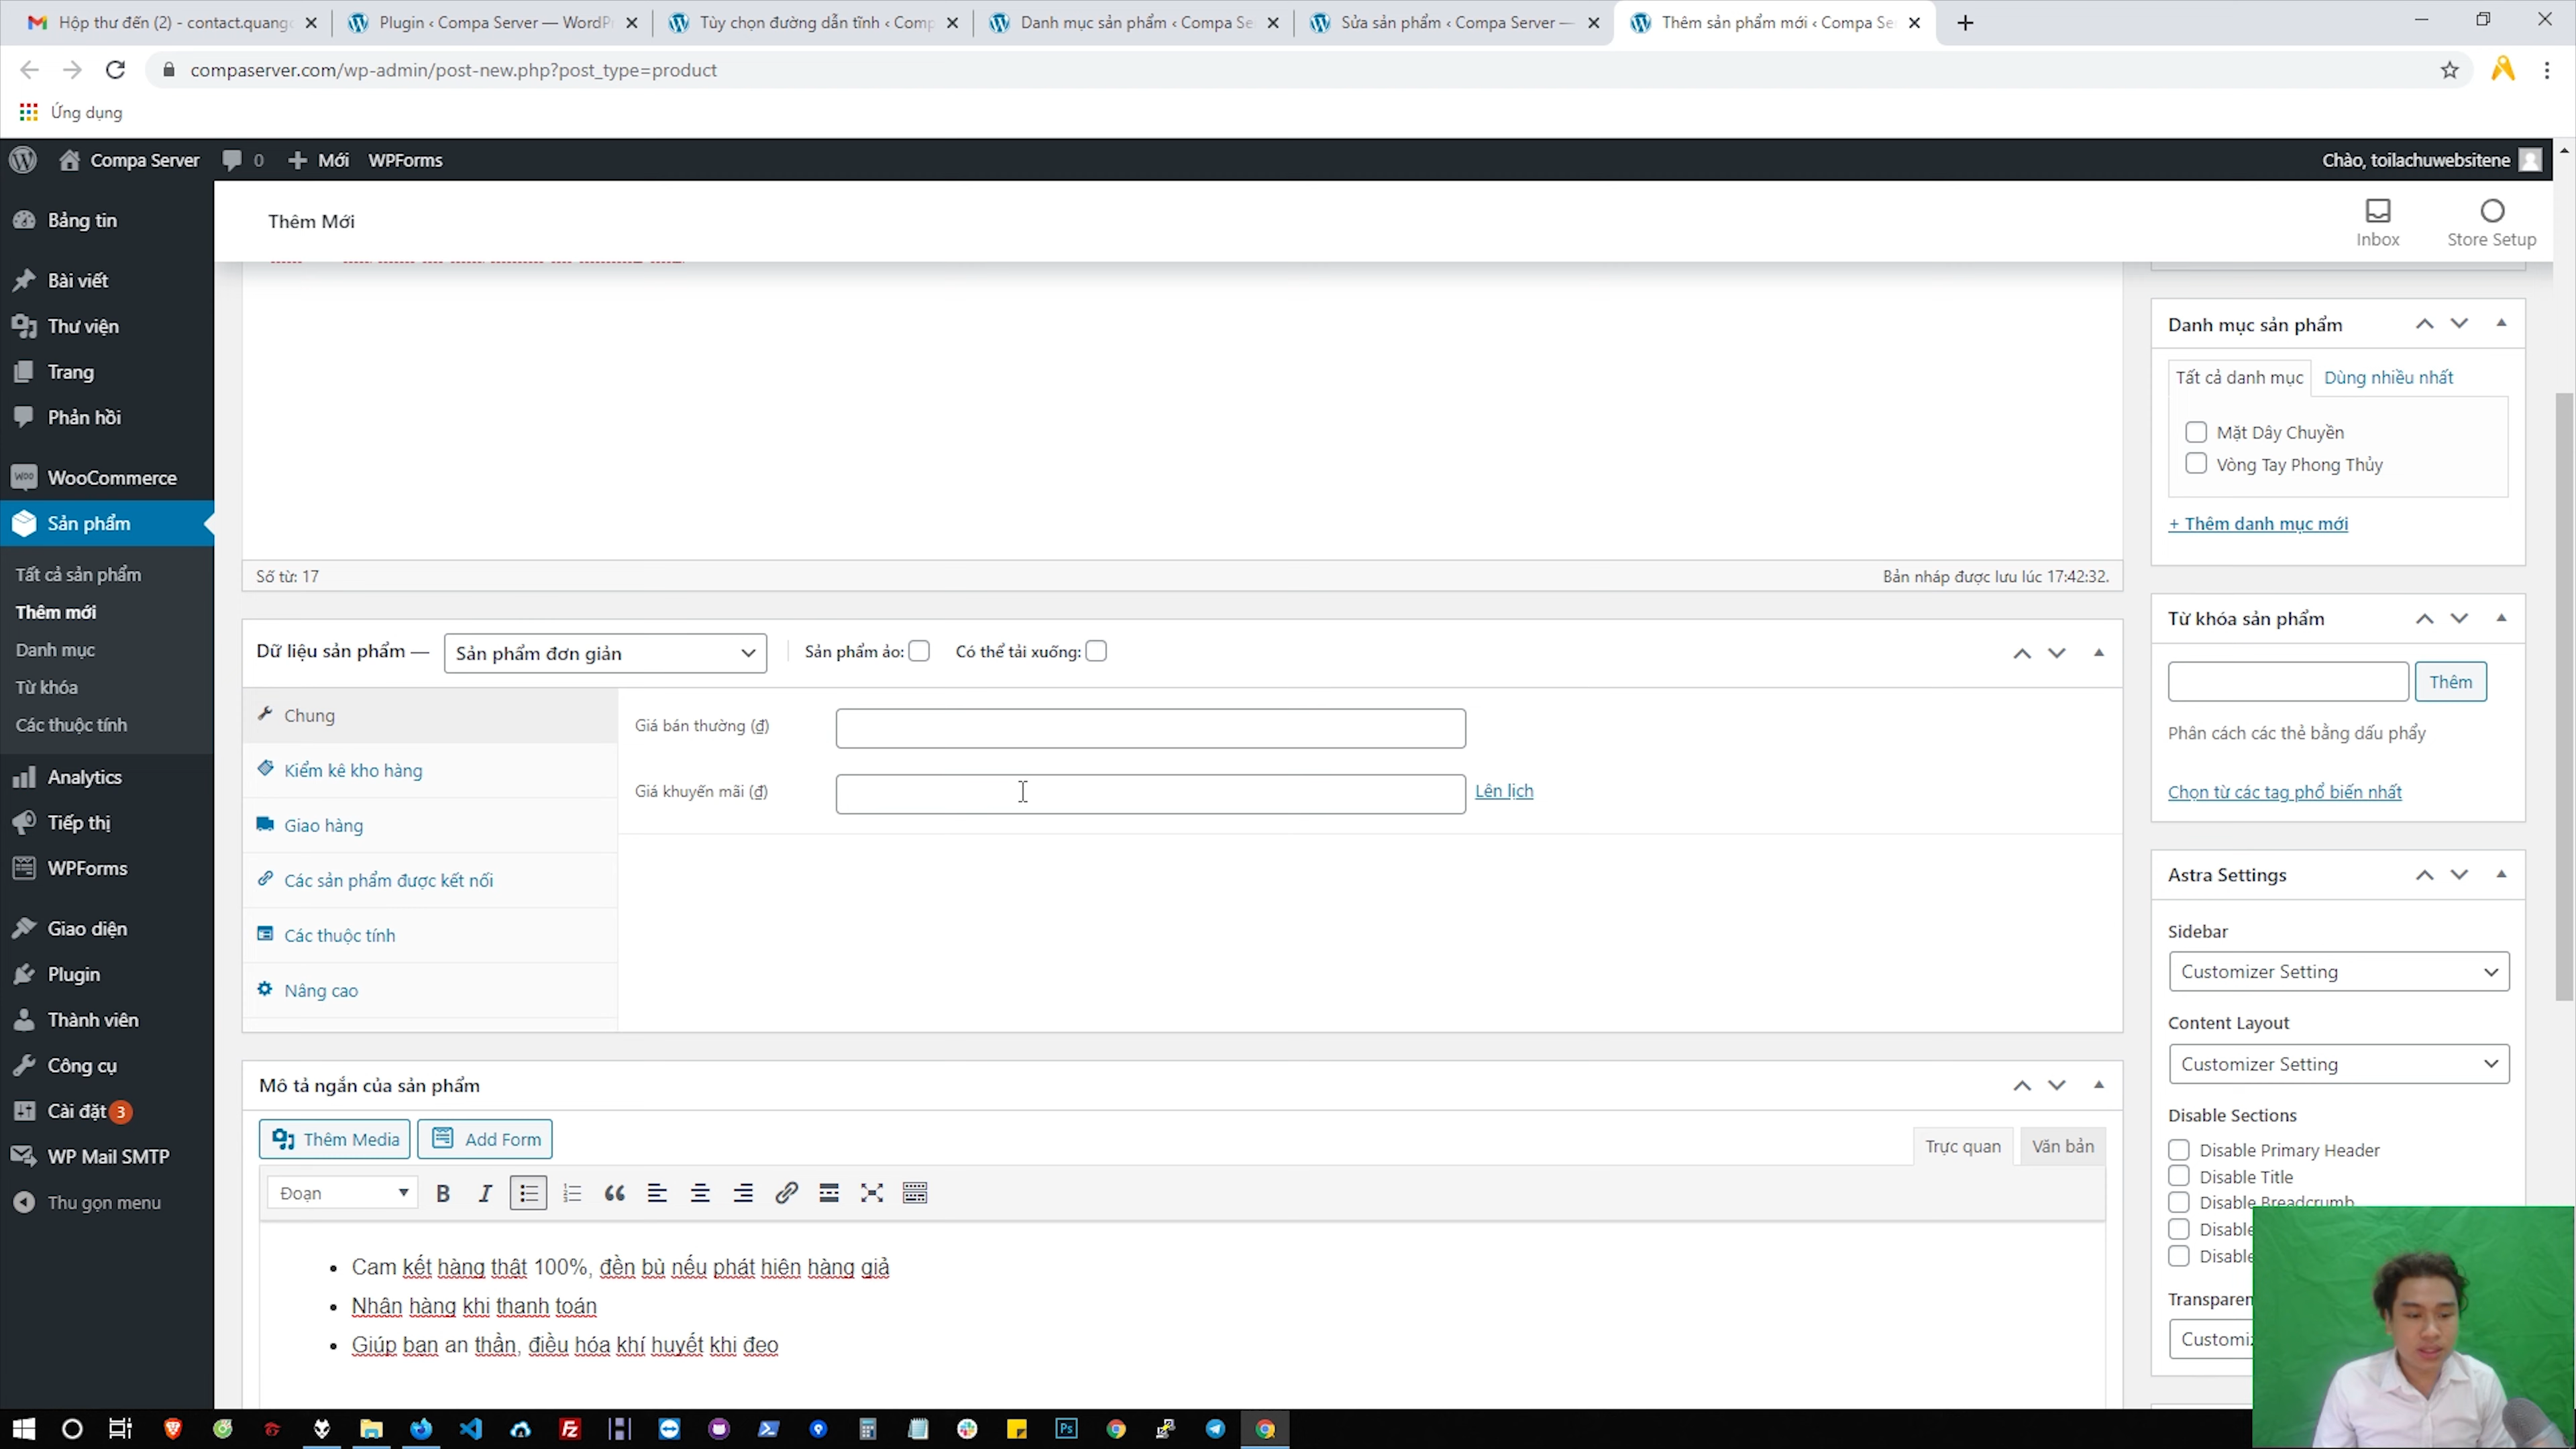 Hộp thư đến (2) - contact.quang
Plugin ‹ Compa Server — WordPr
Tùy chọn đường dẫn tĩnh ‹ Comp
Danh mục sản phẩm ‹ Compa Se
Sửa sản phẩm ‹ Compa Server —
Thêm sản phẩm mới ‹ Compa Se
compaserver.com/wp-admin/post-new.php?post_type=product
Ứng dụng
Compa Server
0
Mới
WPForms
Chào, toilachuwebsitene
Thêm Mới
Inbox
Store Setup
Bảng tin
Bài viết
Thư viện
Trang
Phản hồi
WooCommerce
Sản phẩm
Tất cả sản phẩm
Thêm mới
Danh mục
Từ khóa
Các thuộc tính
Analytics
Tiếp thị
WPForms
Giao diện
Plugin
Thành viên
Công cụ
Cài đặt 3
WP Mail SMTP
Thu gọn menu
Số từ: 17
Bản nháp được lưu lúc 17:42:32.
Dữ liệu sản phẩm —
Sản phẩm đơn giản
Sản phẩm ảo:
Có thể tải xuống:
Chung
Kiểm kê kho hàng
Giao hàng
Các sản phẩm được kết nối
Các thuộc tính
Nâng cao
Giá bán thường (₫)
Giá khuyến mãi (₫)
Lên lịch
Mô tả ngắn của sản phẩm
Thêm Media
Add Form
Trực quan
Văn bản
Đoạn
Cam kết hàng thật 100%, đền bù nếu phát hiện hàng giả
Nhận hàng khi thanh toán
Giúp bạn an thần, điều hóa khí huyết khi đeo
Danh mục sản phẩm
Tất cả danh mục
Dùng nhiều nhất
Mặt Dây Chuyền
Vòng Tay Phong Thủy
+ Thêm danh mục mới
Từ khóa sản phẩm
Thêm
Phân cách các thẻ bằng dấu phẩy
Chọn từ các tag phổ biến nhất
Astra Settings
Sidebar
Customizer Setting
Content Layout
Customizer Setting
Disable Sections
Disable Primary Header
Disable Title
Disable Breadcrumb
Disable
Disable
Transparen
Customiz